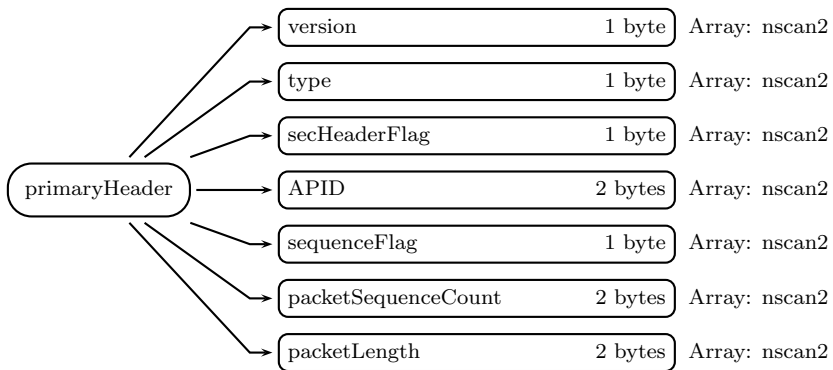 version 1 byte Array: nscan2
type 1 byte Array: nscan2
secHeaderFlag 1 byte Array: nscan2
primaryHeader APID 2 bytes Array: nscan2
sequenceFlag 1 byte Array: nscan2
packetSequenceCount 2 bytes Array: nscan2
packetLength 2 bytes Array: nscan2